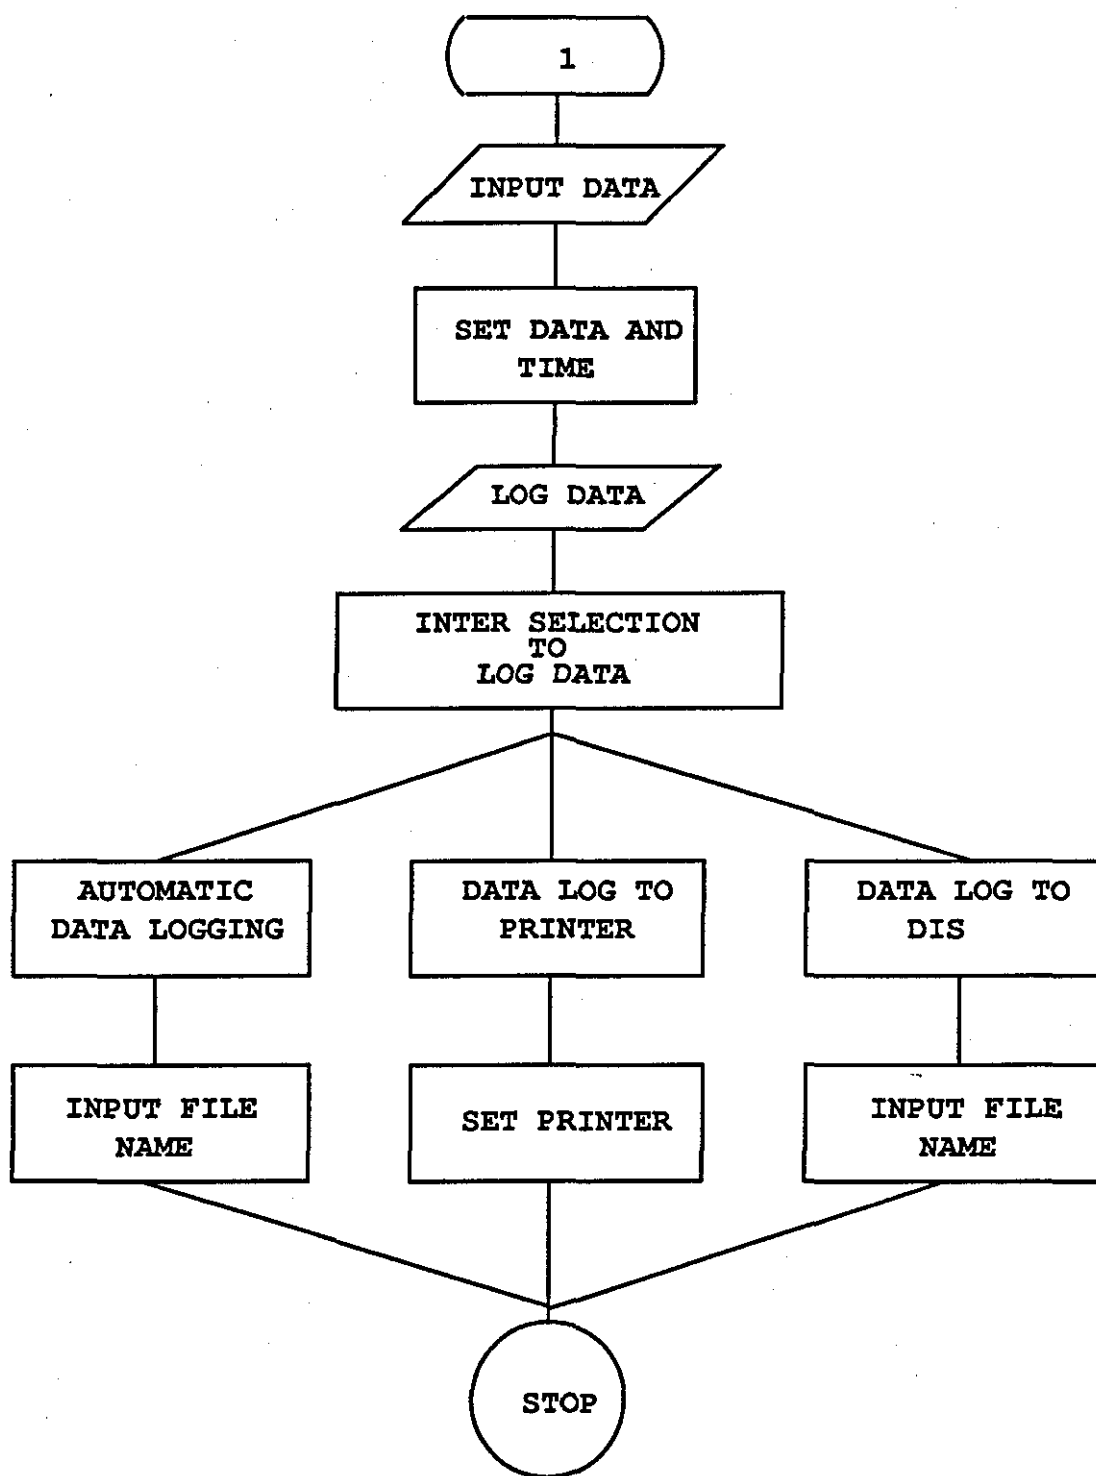 1
INPUT DATA
SET DATA AND
TIME
LOG DATA
INTER SELECTION
TO
LOG DATA
AUTOMATIC
DATA LOGGING
DATA LOG TO
PRINTER
DATA LOG TO
DIS
INPUT FILE
NAME
SET PRINTER
INPUT FILE
NAME
STOP